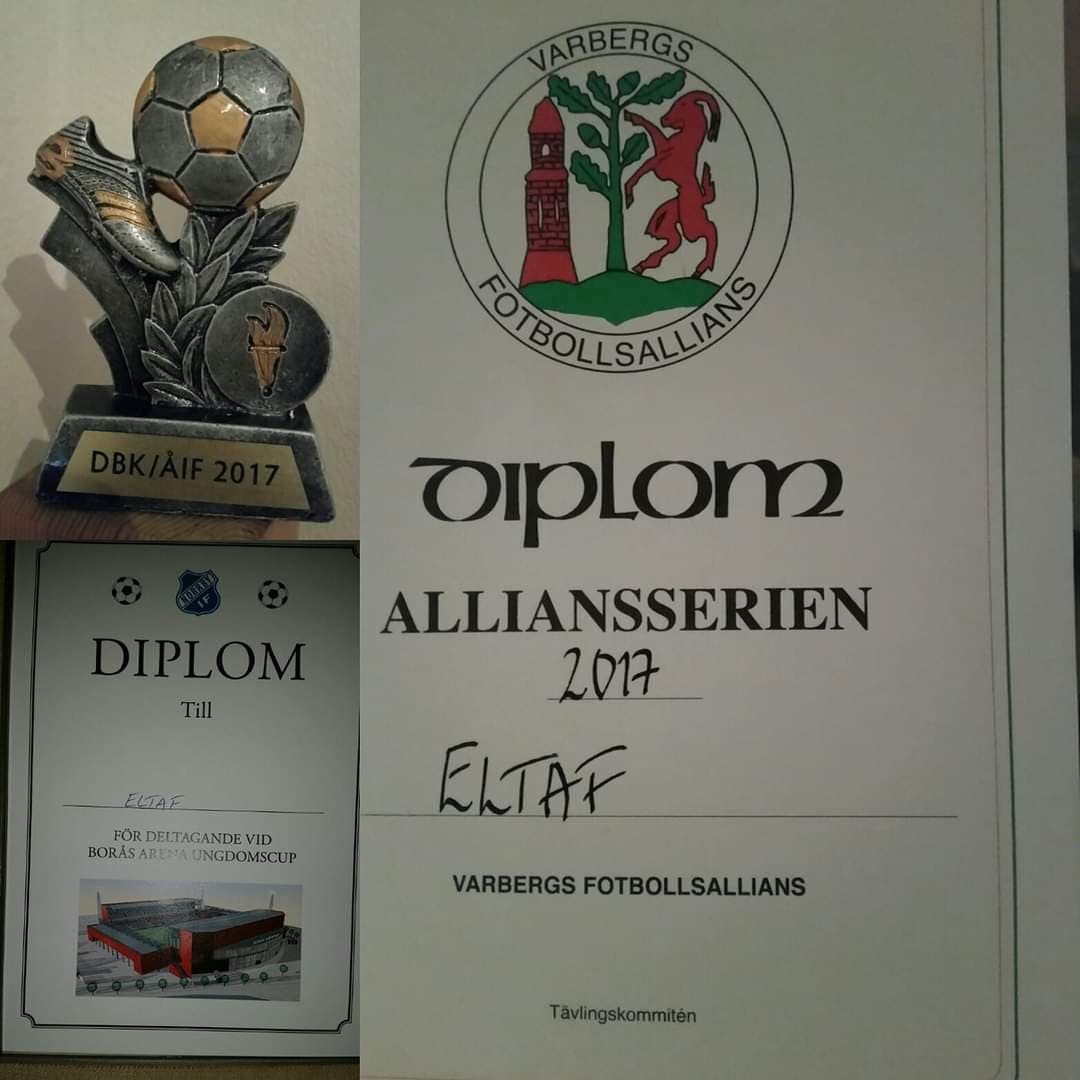 DBK/ÅIF 2017
DIPLOM
Till
ELTAF
FÖR DELTAGANDE VID
BORÅS ARENA UNGDOMSCUP
VARBERGS
FOTBOLLSALLIANS
DIPLOM
ALLIANSSERIEN
2017
ELTAF
VARBERGS FOTBOLLSALLIANS
Tävlingskommitén